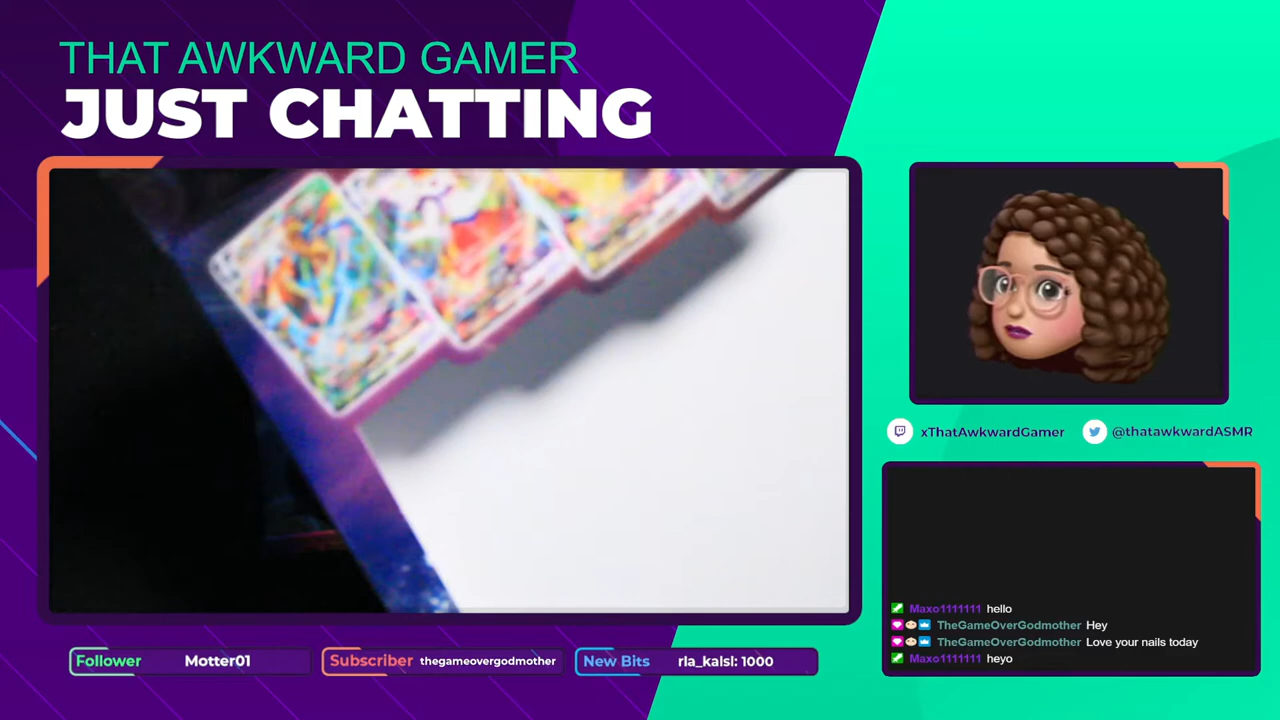 THAT AWKWARD GAMER
JUST CHATTING
xThatAwkwardGamer
@thatawkwardASMR
Maxo1111111 hello
TheGameOverGodmother Hey
TheGameOverGodmother Love your nails today
Maxo1111111 heyo
Follower Motter01
Subscriber thegameovergodmother
New Bits rla_kalsl: 1000